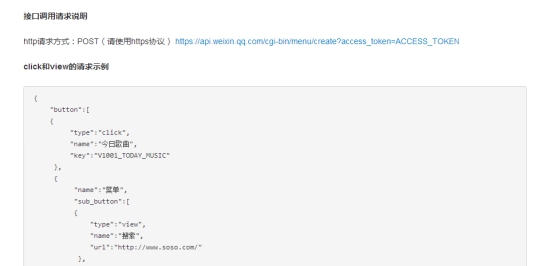 接口调用请求说明
http请求方式：POST（请使用https协议） https://api.weixin.qq.com/cgi-bin/menu/create?access_token=ACCESS_TOKEN
click和view的请求示例
{
"button":[
{
"type":"click",
"name":"今日歌曲",
"key":"V1001_TODAY_MUSIC"
},
{
"name":"菜单",
"sub_button":[
{
"type":"view",
"name":"搜索",
"url":"http://www.soso.com/"
},